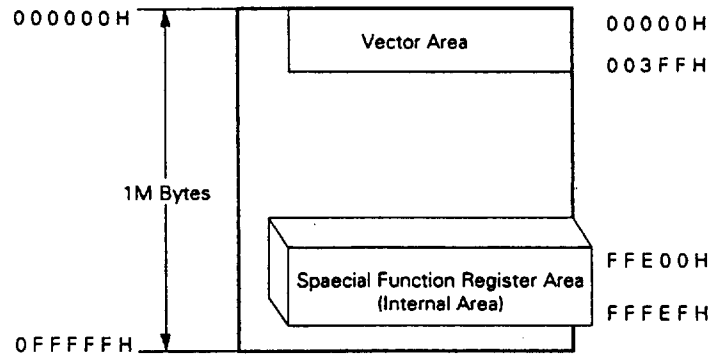 000000H
00000H
Vector Area
003FFH
1M Bytes
FFE00H
Spaecial Function Register Area
(Internal Area)
FFFEFH
0FFFFFH